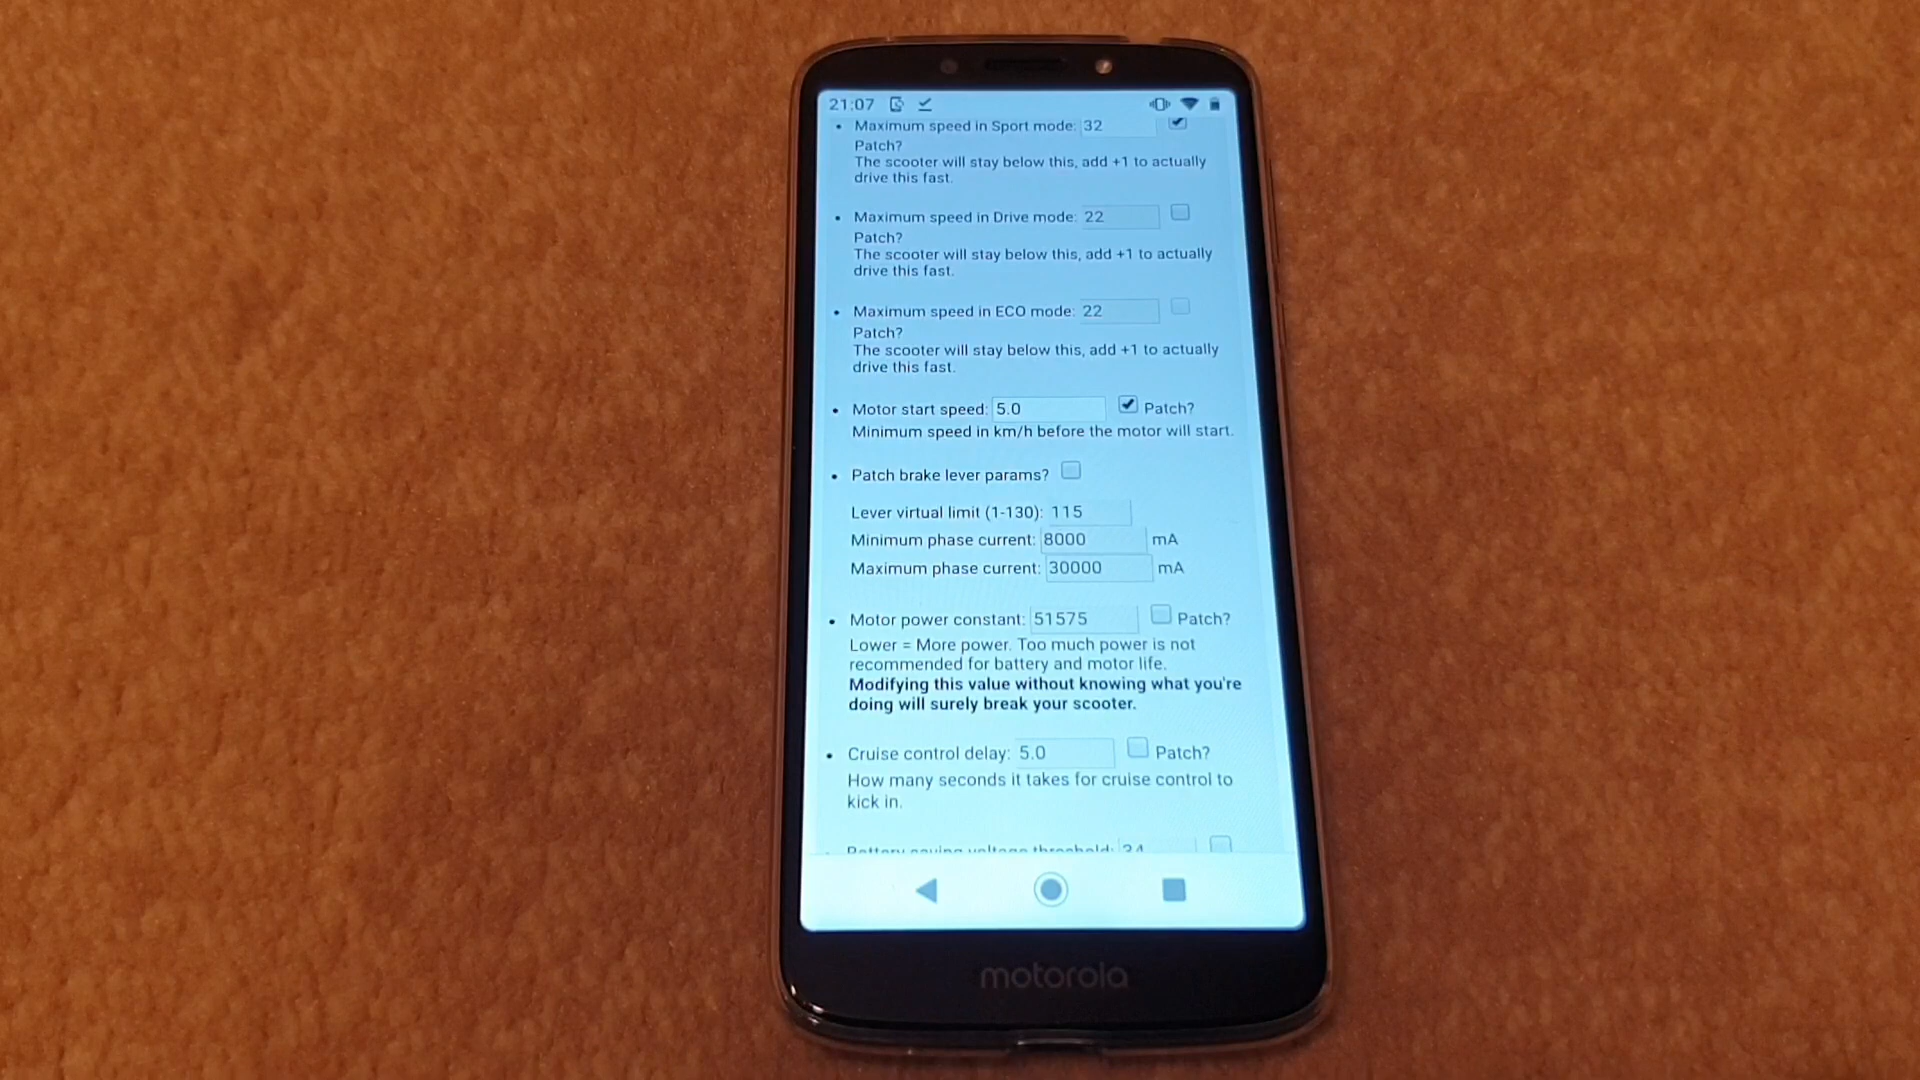 21:07
Maximum speed in Sport mode: 32
Patch?
The scooter will stay below this, add +1 to actually
drive this fast.
Maximum speed in Drive mode: 22
Patch?
The scooter will stay below this, add +1 to actually
drive this fast.
Maximum speed in ECO mode: 22
Patch?
The scooter will stay below this, add +1 to actually
drive this fast.
Motor start speed: 5.0 Patch?
Minimum speed in km/h before the motor will start.
Patch brake lever params?
Lever virtual limit (1-130): 115
Minimum phase current: 8000 mA
Maximum phase current: 30000 mA
Motor power constant: 51575 Patch?
Lower = More power. Too much power is not
recommended for battery and motor life.
Modifying this value without knowing what you're
doing will surely break your scooter.
Cruise control delay: 5.0 Patch?
How many seconds it takes for cruise control to
kick in.
Battery saving voltage threshold: 34
motorola